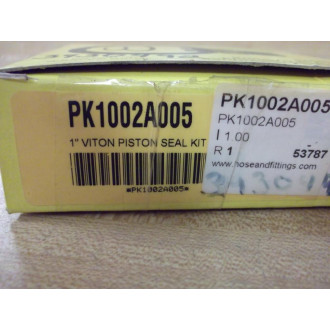 PK1002A005
1" VITON PISTON SEAL KIT
*PK1002A005*
PK1002A005
PK1002A005
I 1.00
R 1
53787
www.hoseandfittings.com